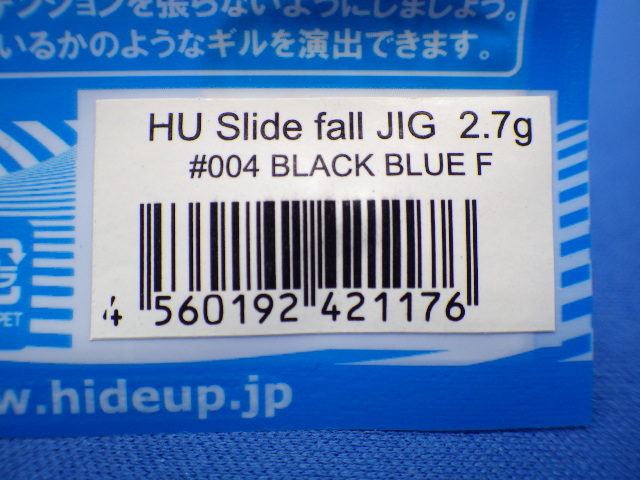 テンションを張らないようにしましょう。
いるかのようなギルを演出できます。
HU Slide fall JIG 2.7g
#004 BLACK BLUE F
4 560192 421176
PET
w.hideup.jp